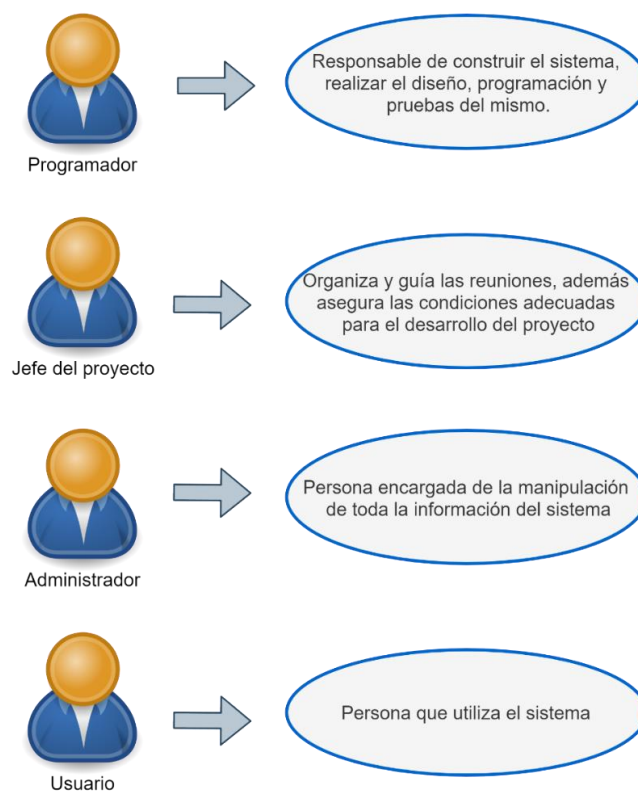 Responsable de construir el sistema,
realizar el diseño, programación y
pruebas del mismo.
Programador
Organiza y guía las reuniones, además
asegura las condiciones adecuadas
para el desarrollo del proyecto
Jefe del proyecto
Persona encargada de la manipulación
de toda la información del sistema
Administrador
Persona que utiliza el sistema
Usuario